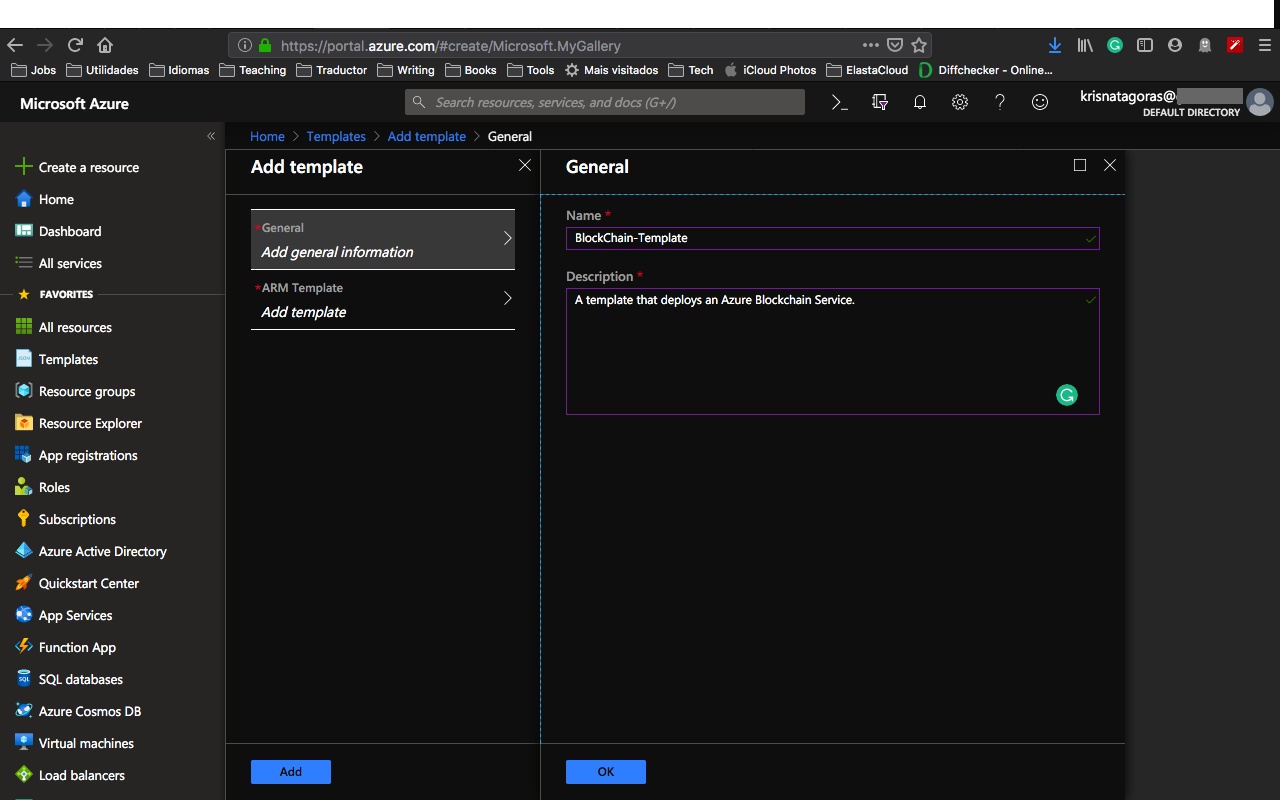 https://portal.azure.com/#create/Microsoft.MyGallery
Jobs Utilidades Idiomas Teaching Traductor Writing Books Tools Mais visitados Tech iCloud Photos ElastaCloud Diffchecker - Online...
Microsoft Azure Search resources, services, and docs (G+/) krisnatagoras@
DEFAULT DIRECTORY
Home > Templates > Add template > General
Create a resource
Home
Dashboard
All services
FAVORITES
All resources
Templates
Resource groups
Resource Explorer
App registrations
Roles
Subscriptions
Azure Active Directory
Quickstart Center
App Services
Function App
SQL databases
Azure Cosmos DB
Virtual machines
Load balancers
Add template
*General
Add general information
*ARM Template
Add template
Add
General
Name *
BlockChain-Template
Description *
A template that deploys an Azure Blockchain Service.
OK